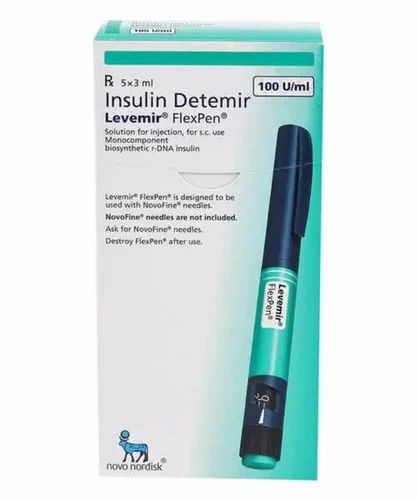 100 U/ml
℞ 5×3 ml
Insulin Detemir
Levemir® FlexPen®
Solution for injection, for s.c. use
Monocomponent
biosynthetic r-DNA insulin
Levemir® FlexPen® is designed to be
used with NovoFine® needles.
NovoFine® needles are not included.
Ask for NovoFine® needles.
Destroy FlexPen® after use.
Levemir®
FlexPen®
novo nordisk®